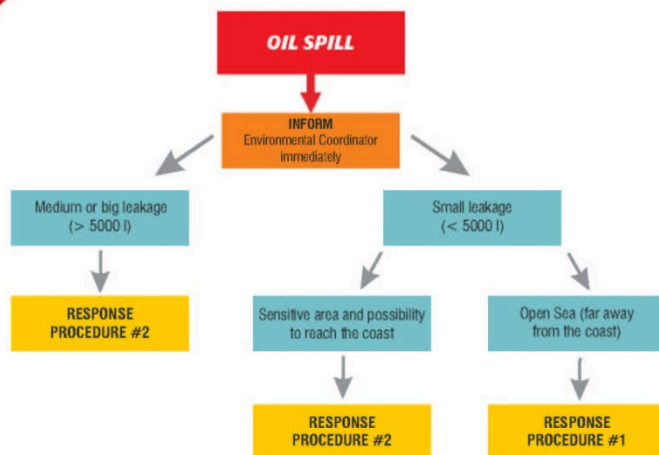 OIL SPILL
INFORM
Environmental Coordinator
immediately
Medium or big leakage
(> 5000 l)
Small leakage
(< 5000 l)
RESPONSE
PROCEDURE #2
Sensitive area and possibility
to reach the coast
Open Sea (far away
from the coast)
RESPONSE
PROCEDURE #2
RESPONSE
PROCEDURE #1